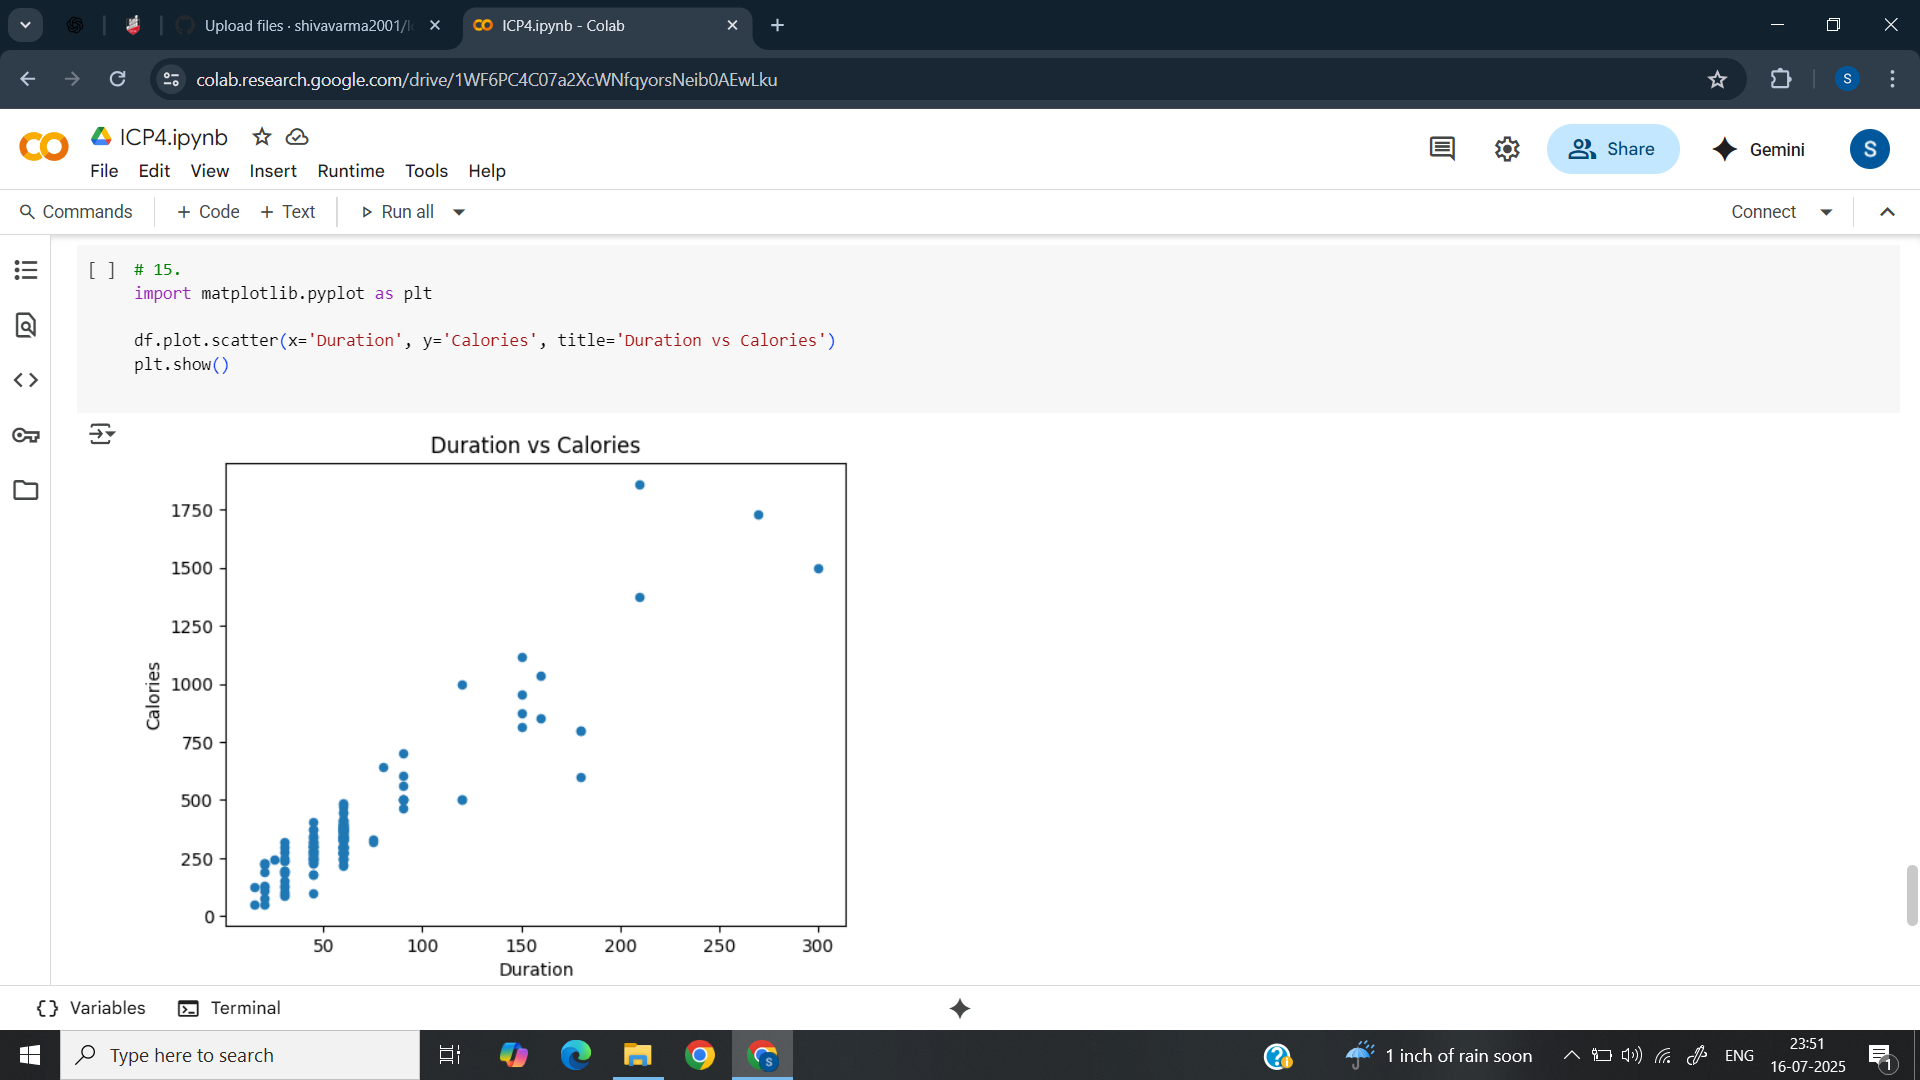 Upload files · shivavarma2001/
ICP4.ipynb - Colab
colab.research.google.com/drive/1WF6PC4C07a2XcWNfqyorsNeib0AEwLku
S
ICP4.ipynb
File Edit View Insert Runtime Tools Help
Share
Gemini
S
Commands + Code + Text Run all
Connect
[ ] # 15.
import matplotlib.pyplot as plt
df.plot.scatter(x='Duration', y='Calories', title='Duration vs Calories')
plt.show()
Duration vs Calories
1750
1500
1250
1000
750
500
250
0
Calories
50 100 150 200 250 300
Duration
Variables
Terminal
Type here to search
S
1 inch of rain soon
ENG
23:51
16-07-2025
1